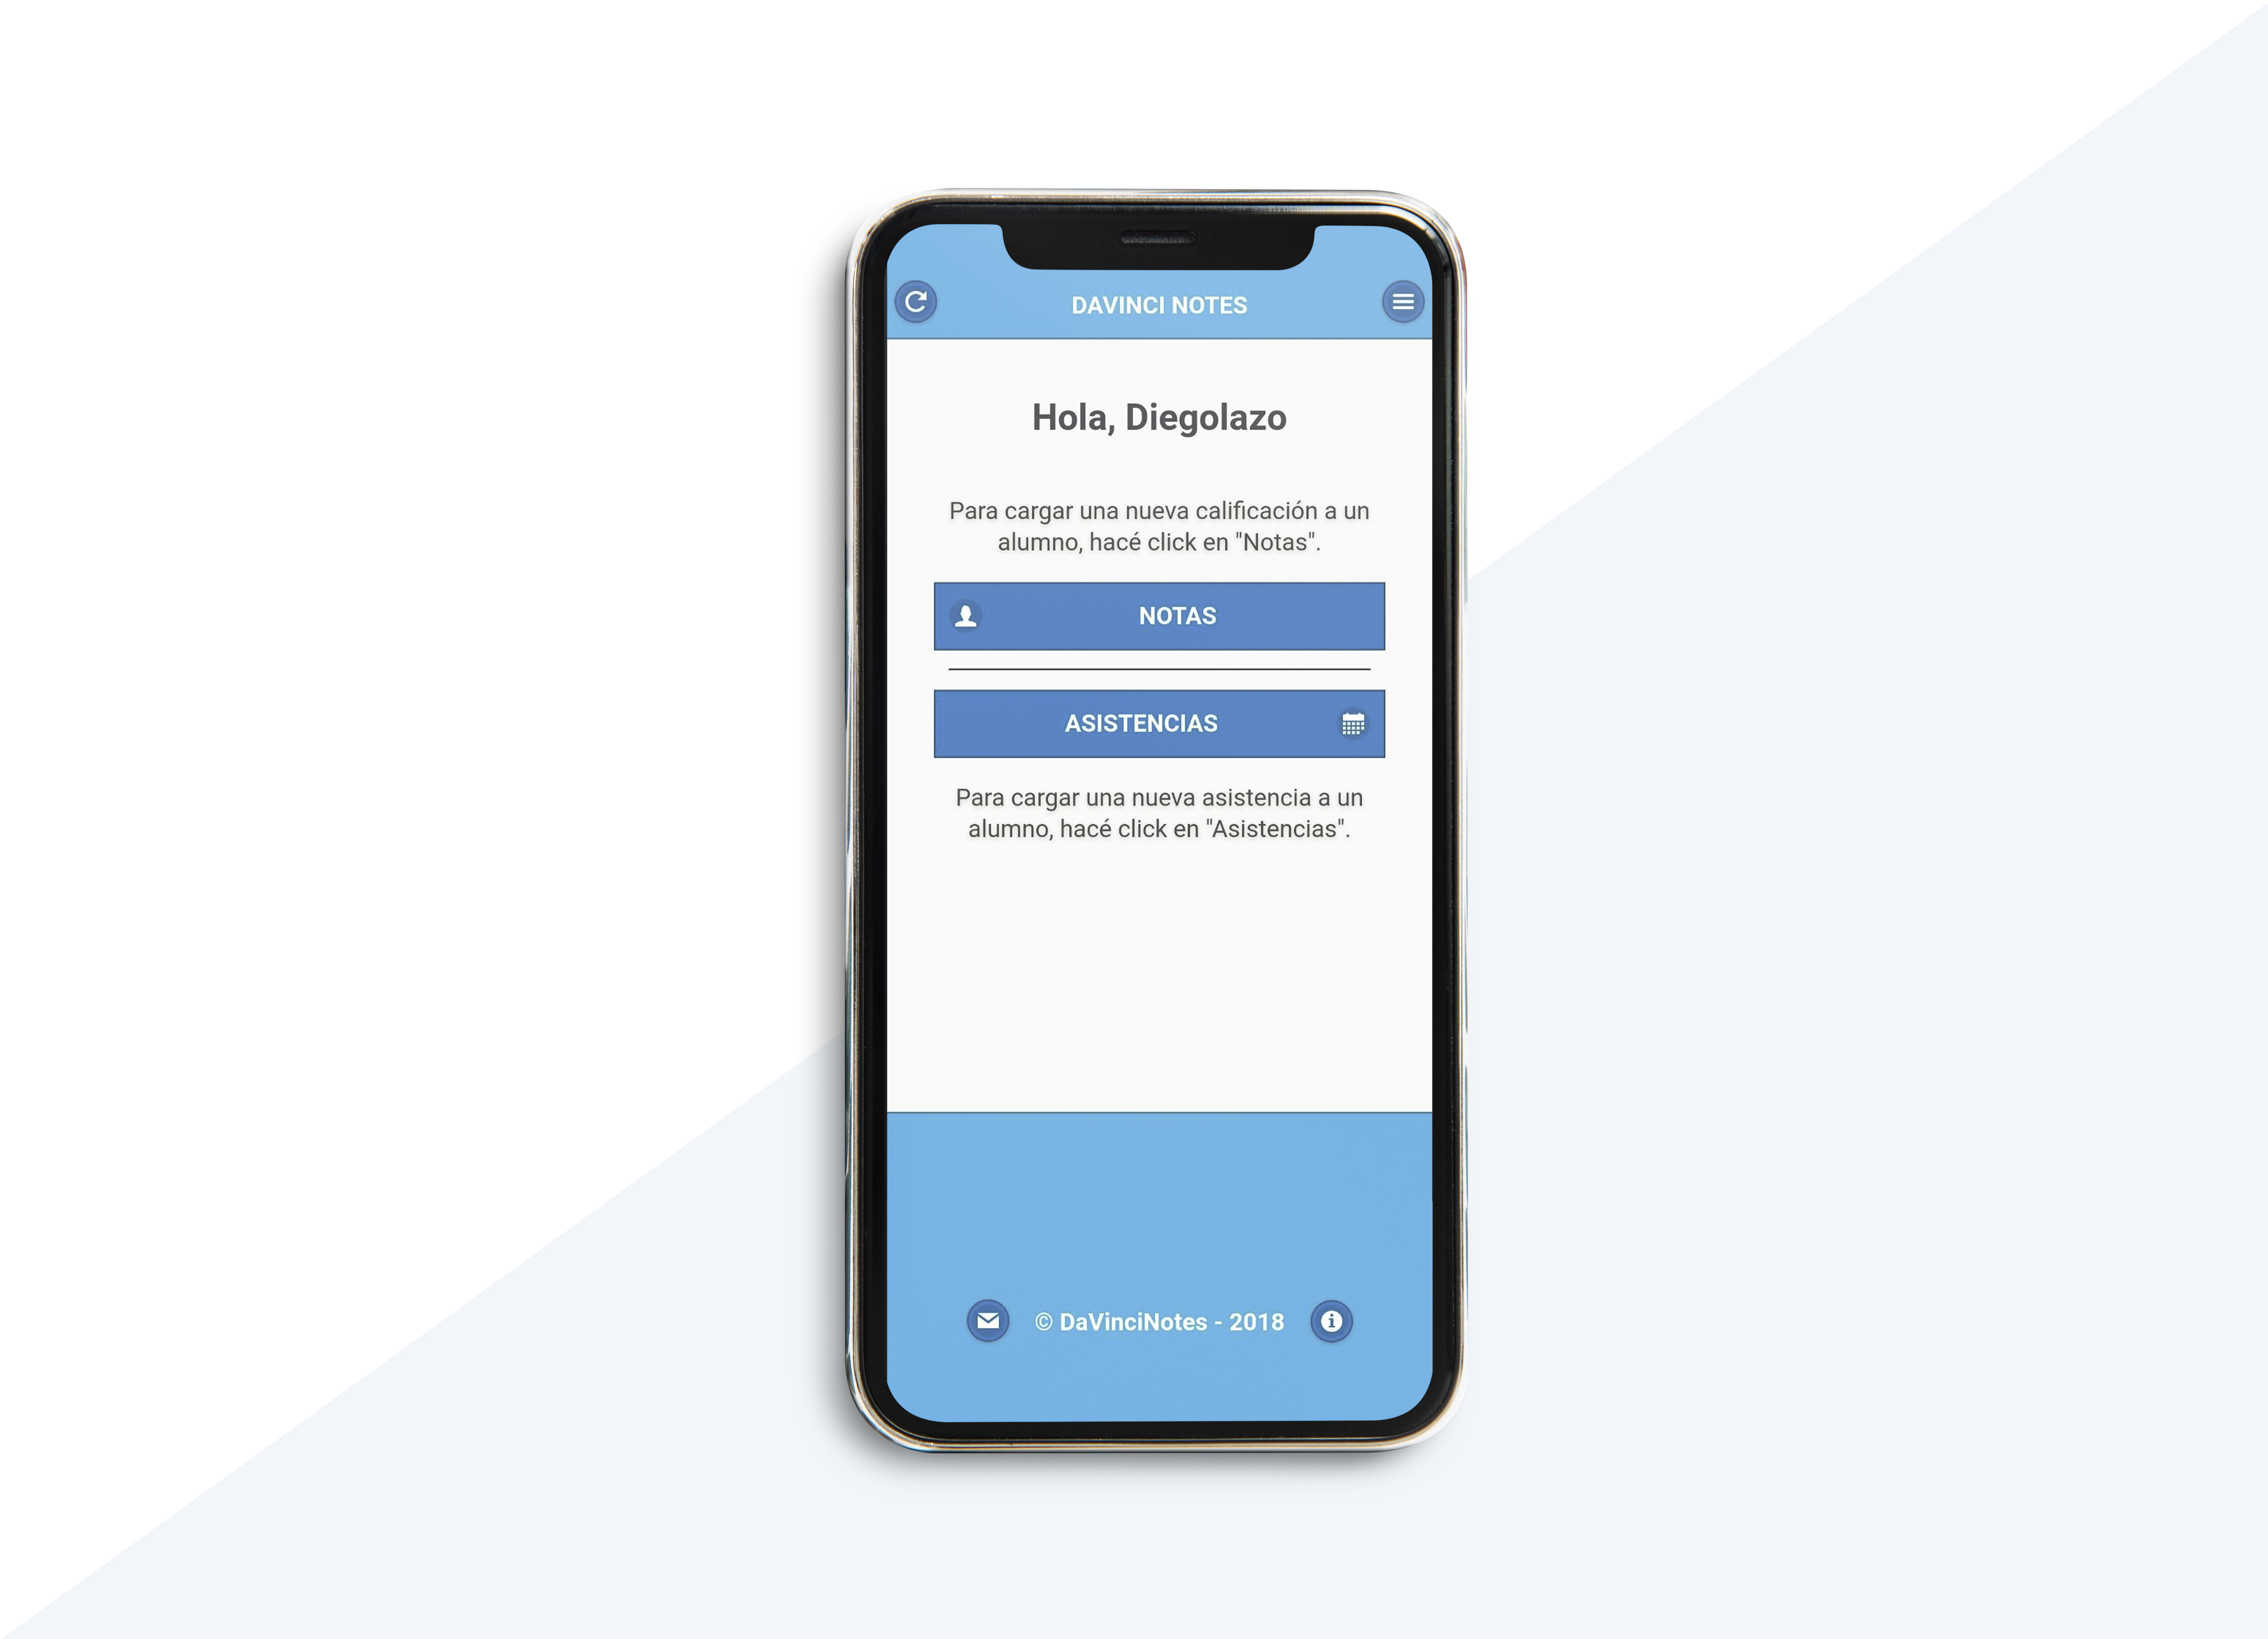 DAVINCI NOTES
Hola, Diegolazo
Para cargar una nueva calificación a un
alumno, hacé click en "Notas".
NOTAS
ASISTENCIAS
Para cargar una nueva asistencia a un
alumno, hacé click en "Asistencias".
© DaVinciNotes - 2018